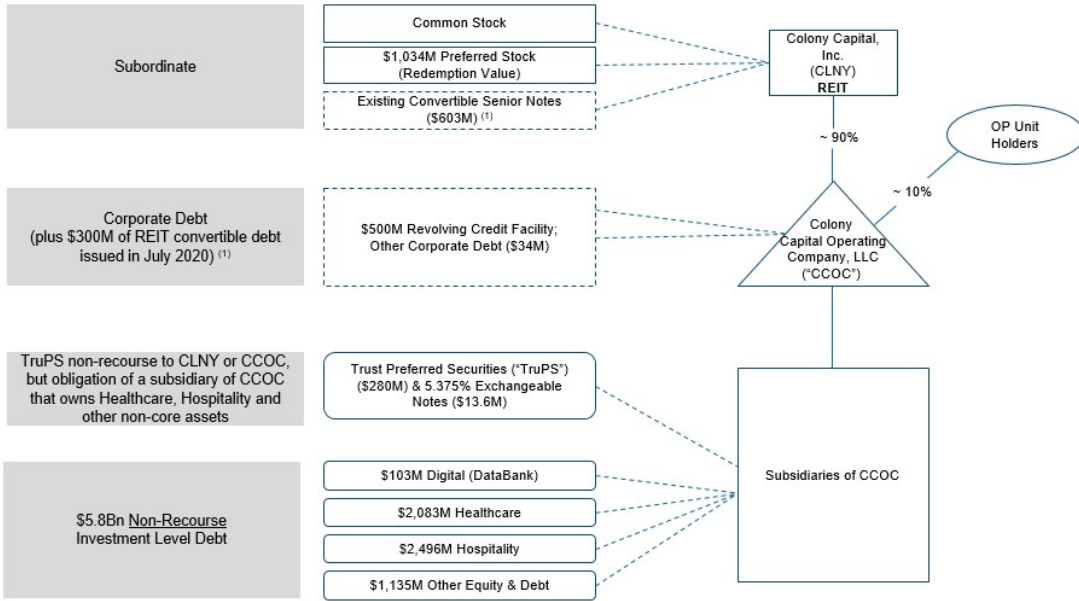 Subordinate
Common Stock
$1,034M Preferred Stock
(Redemption Value)
Existing Convertible Senior Notes
($603M) (1)
Colony Capital,
Inc.
(CLNY)
REIT
~ 90%
OP Unit
Holders
~ 10%
Corporate Debt
(plus $300M of REIT convertible debt
issued in July 2020) (1)
$500M Revolving Credit Facility;
Other Corporate Debt ($34M)
Colony
Capital Operating
Company, LLC
(“CCOC”)
TruPS non-recourse to CLNY or CCOC,
but obligation of a subsidiary of CCOC
that owns Healthcare, Hospitality and
other non-core assets
Trust Preferred Securities (“TruPS”)
($280M) & 5.375% Exchangeable
Notes ($13.6M)
Subsidiaries of CCOC
$5.8Bn Non-Recourse
Investment Level Debt
$103M Digital (DataBank)
$2,083M Healthcare
$2,496M Hospitality
$1,135M Other Equity & Debt